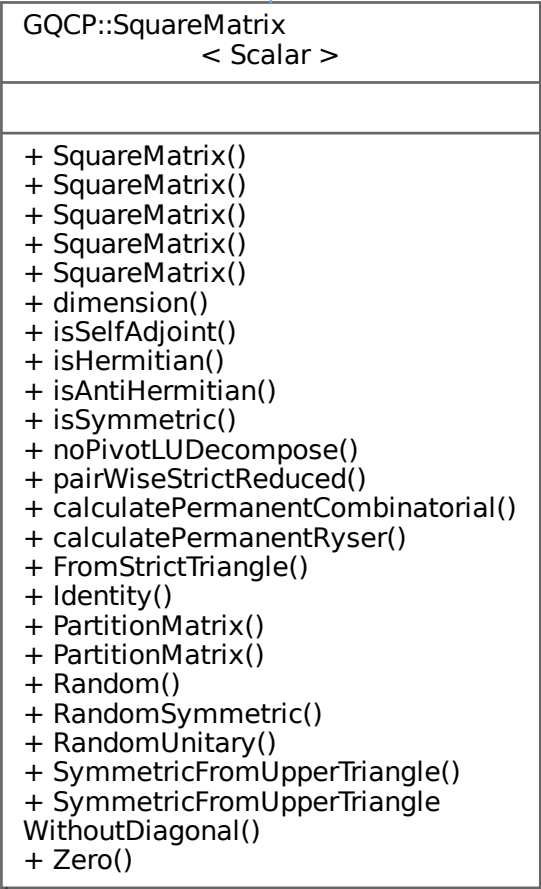 GQCP::SquareMatrix
< Scalar >
+ SquareMatrix()
+ SquareMatrix()
+ SquareMatrix()
+ SquareMatrix()
+ SquareMatrix()
+ dimension()
+ isSelfAdjoint()
+ isHermitian()
+ isAntiHermitian()
+ isSymmetric()
+ noPivotLUDecompose()
+ pairWiseStrictReduced()
+ calculatePermanentCombinatorial()
+ calculatePermanentRyser()
+ FromStrictTriangle()
+ Identity()
+ PartitionMatrix()
+ PartitionMatrix()
+ Random()
+ RandomSymmetric()
+ RandomUnitary()
+ SymmetricFromUpperTriangle()
+ SymmetricFromUpperTriangle
WithoutDiagonal()
+ Zero()